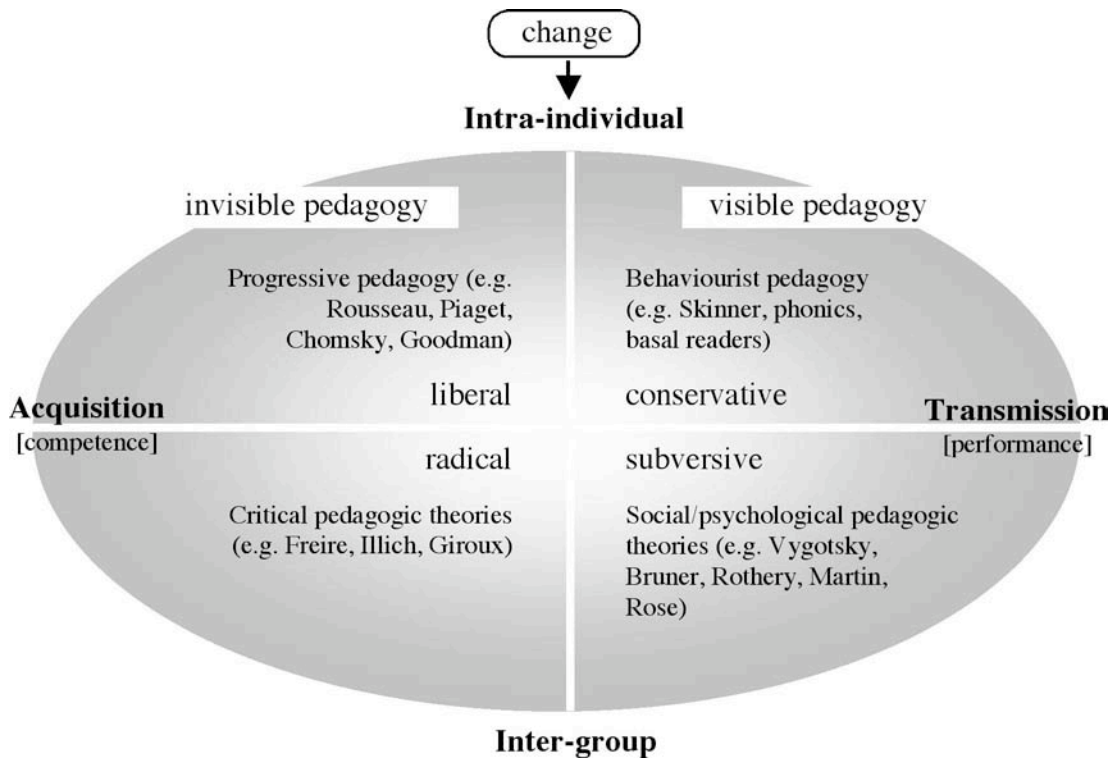 change
Intra-individual
invisible pedagogy
visible pedagogy
Progressive pedagogy (e.g.
Rousseau, Piaget,
Chomsky, Goodman)
Behaviourist pedagogy
(e.g. Skinner, phonics,
basal readers)
liberal
conservative
Acquisition
[competence]
Transmission
[performance]
radical
subversive
Critical pedagogic theories
(e.g. Freire, Illich, Giroux)
Social/psychological pedagogic
theories (e.g. Vygotsky,
Bruner, Rothery, Martin,
Rose)
Inter-group